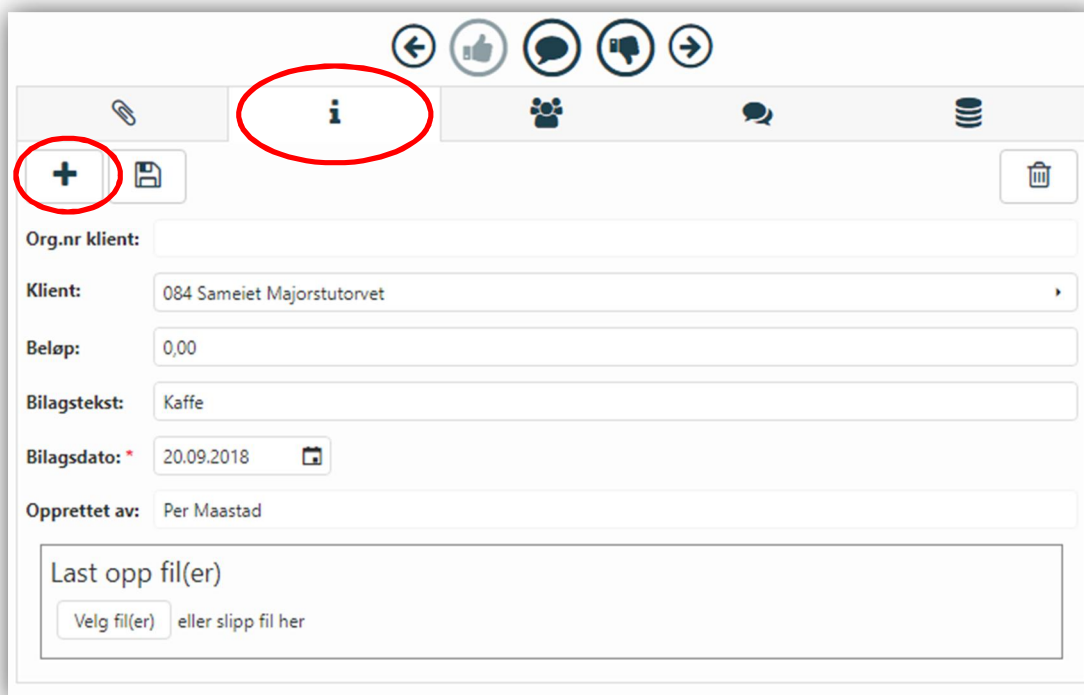 Org.nr klient:
Klient: 084 Sameiet Majorstutorvet
Beløp: 0,00
Bilagstekst: Kaffe
Bilagsdato: * 20.09.2018
Opprettet av: Per Maastad
Last opp fil(er)
Velg fil(er) eller slipp fil her